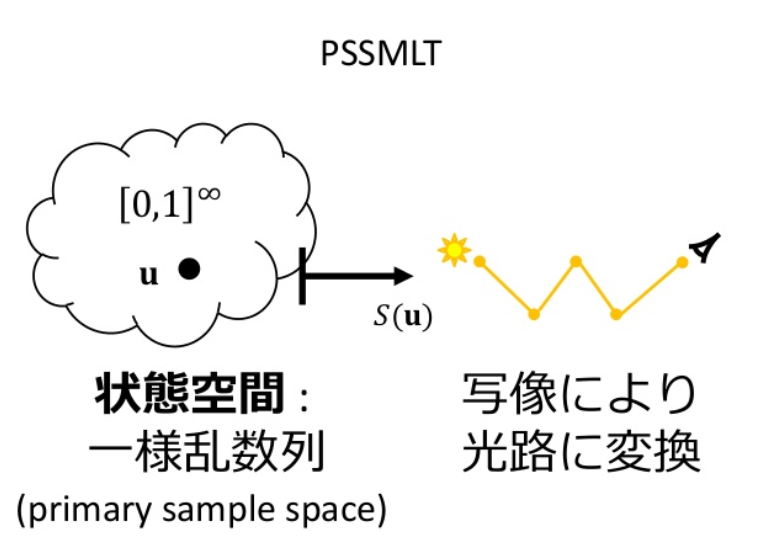 PSSMLT
[0,1]^∞
u
S(u)
状態空間：
一様乱数列
(primary sample space)
写像により
光路に変換